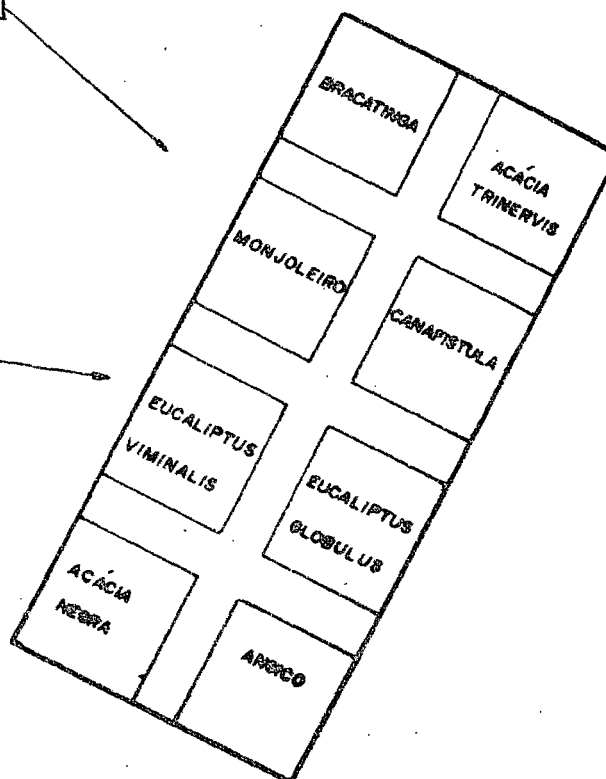 BRACATINGA
ACÁCIA
TRINERVIS
MONJOLEIRO
CANAFISTULA
EUCALIPTUS
VIMINALIS
EUCALIPTUS
GLOBULUS
ACÁCIA
NEGRA
ANGICO